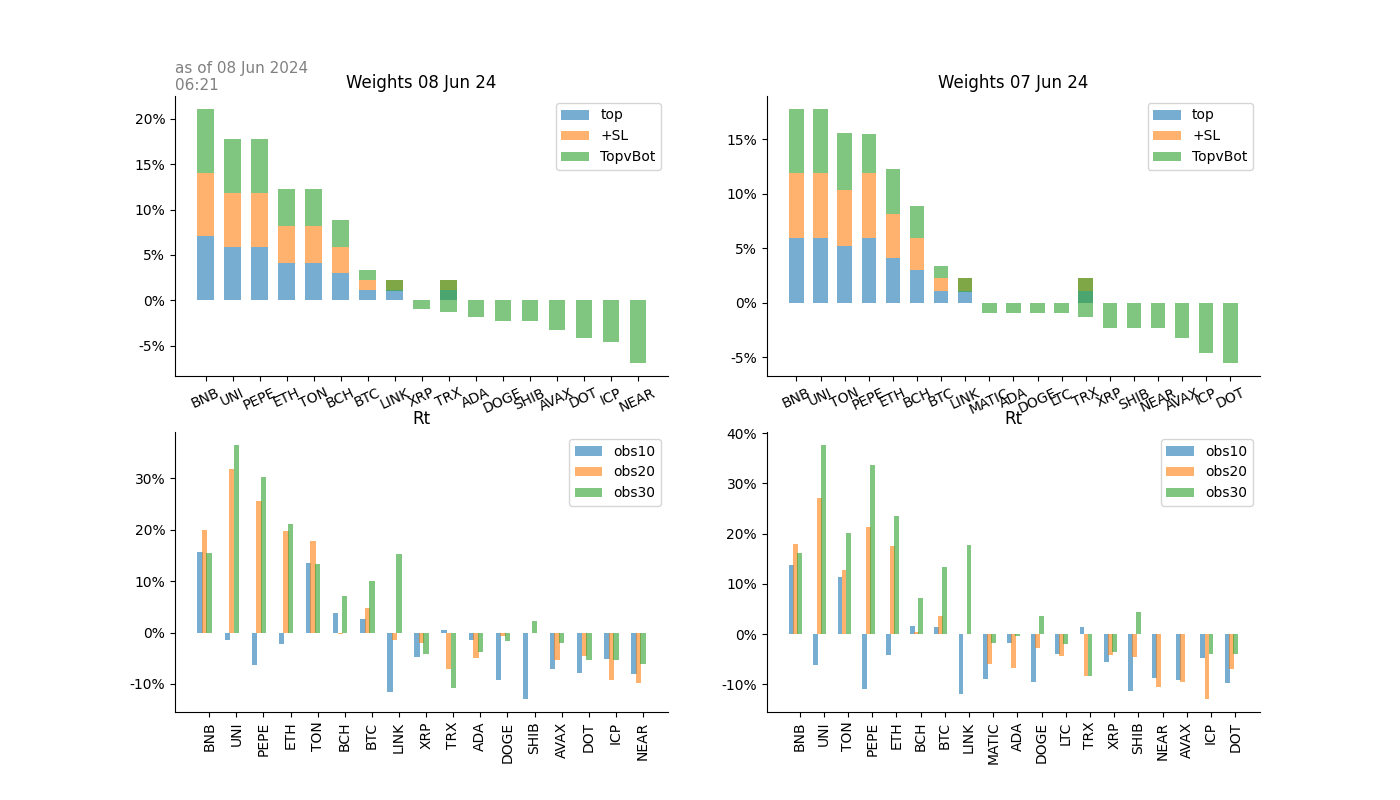 as of 08 Jun 2024
06:21
Weights 08 Jun 24
20%
15%
10%
5%
0%
-5%
top
+SL
TopvBot
BNB UNI PEPE ETH TON BCH BTC LINK XRP TRX ADA DOGE SHIB AVAX DOT ICP NEAR
Weights 07 Jun 24
15%
10%
5%
0%
-5%
top
+SL
TopvBot
BNB UNI TON PEPE ETH BCH BTC LINK MATIC ADA DOGE LTC TRX XRP SHIB NEAR AVAX ICP DOT
Rt
30%
20%
10%
0%
-10%
obs10
obs20
obs30
BNB UNI PEPE ETH TON BCH BTC LINK XRP TRX ADA DOGE SHIB AVAX DOT ICP NEAR
Rt
40%
30%
20%
10%
0%
-10%
obs10
obs20
obs30
BNB UNI TON PEPE ETH BCH BTC LINK MATIC ADA DOGE LTC TRX XRP SHIB NEAR AVAX ICP DOT